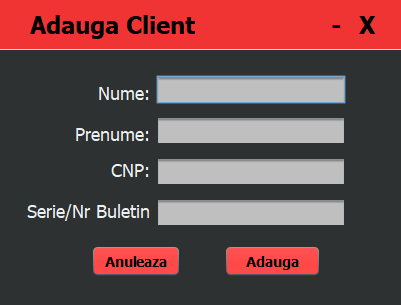 Adauga Client - X
Nume:
Prenume:
CNP:
Serie/Nr Buletin
Anuleaza Adauga